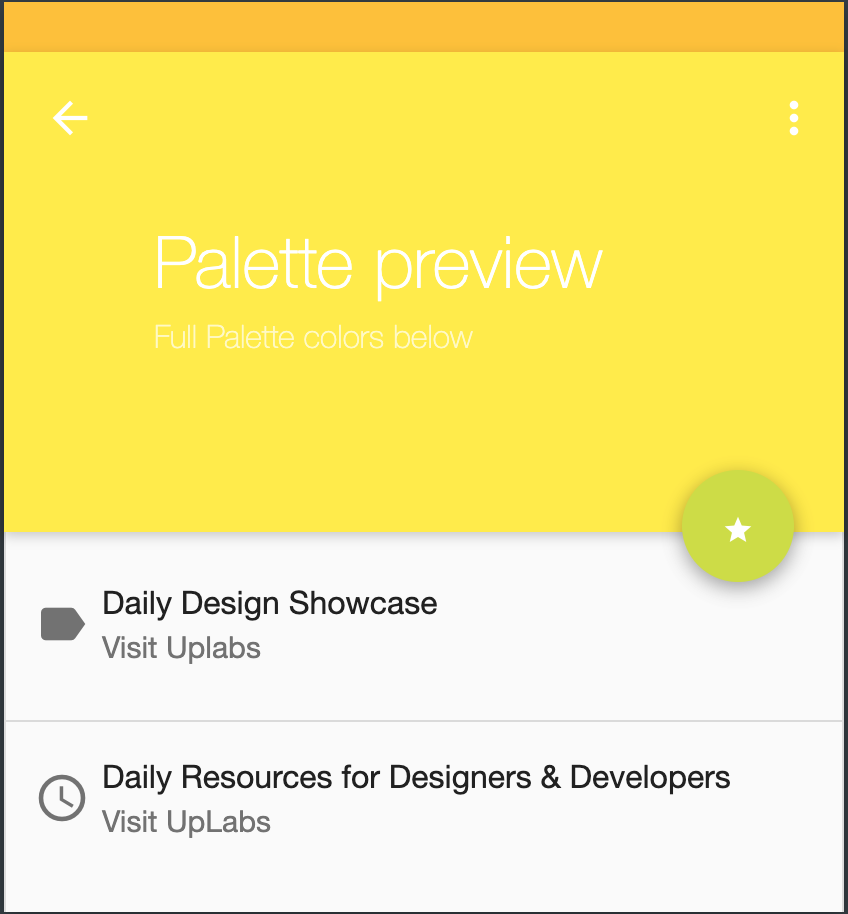 Palette preview
Full Palette colors below
Daily Design Showcase
Visit Uplabs
Daily Resources for Designers & Developers
Visit UpLabs